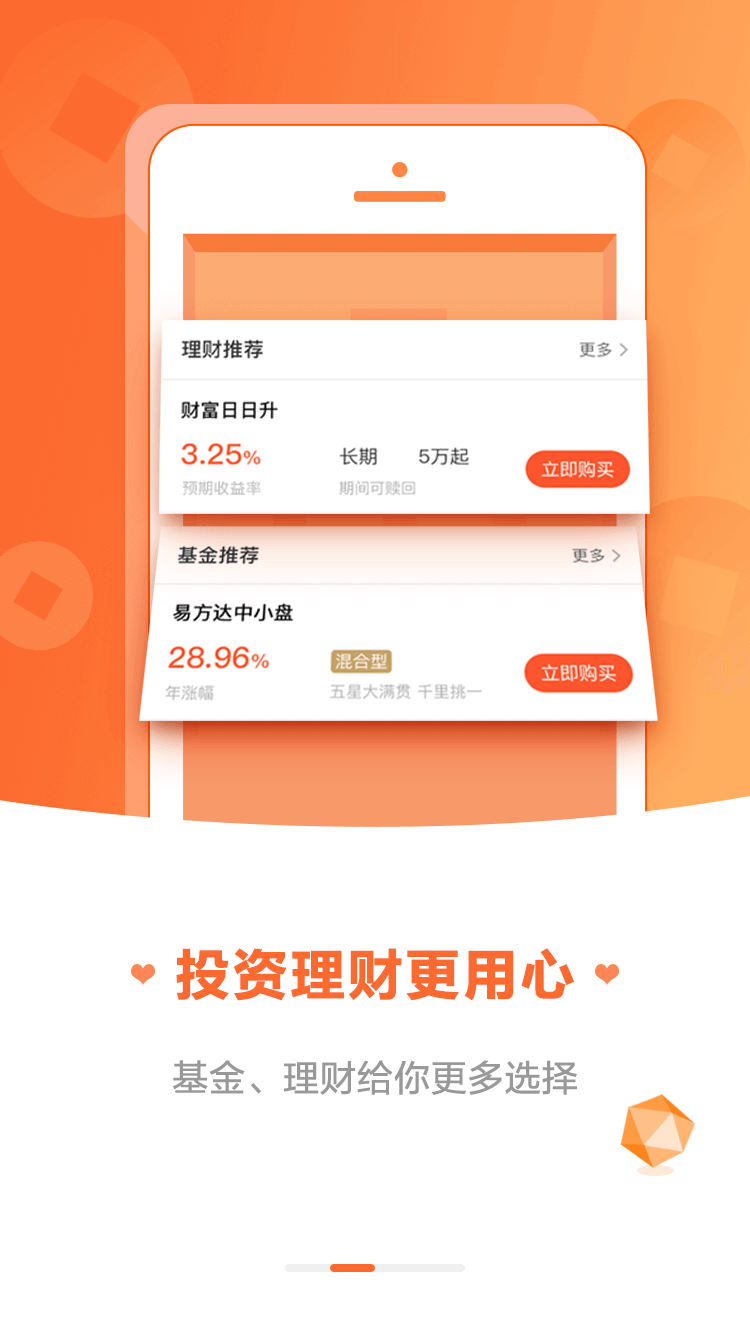 理财推荐 更多
财富日日升
3.25% 长期 5万起 立即购买
预期收益率 期间可赎回
基金推荐 更多
易方达中小盘
28.96% 混合型 立即购买
年涨幅 五星大满贯 千里挑一
投资理财更用心
基金、理财给你更多选择